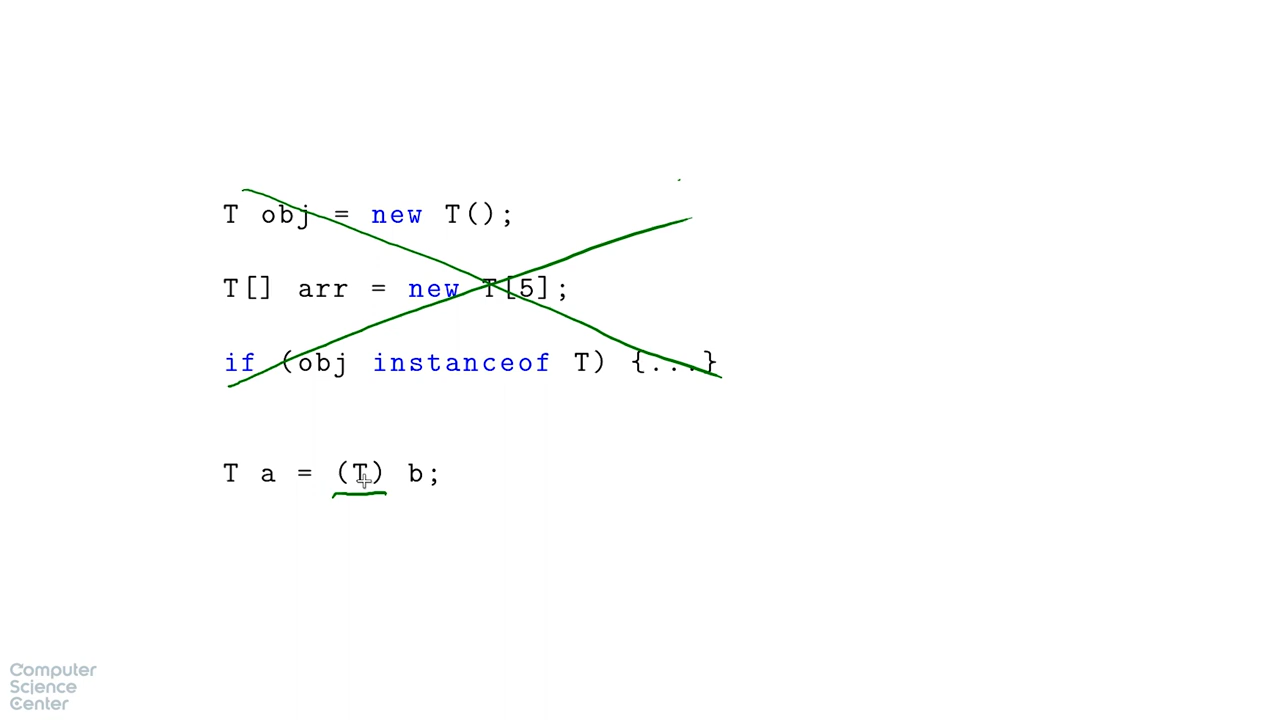 T obj = new T();
T[] arr = new T[5];
if (obj instanceof T) {...}
T a = (T) b;
Computer
Science
Center